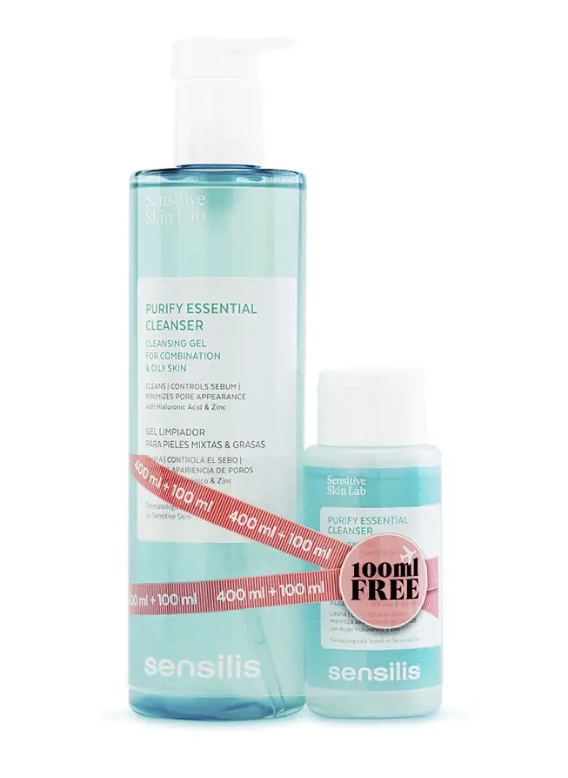 Sensitive
Skin Lab
PURIFY ESSENTIAL
CLEANSER
CLEANSING GEL
FOR COMBINATION
& OILY SKIN
CLEANS | CONTROLS SEBUM |
MINIMIZES PORE APPEARANCE
with Hialuronic Acid & Zinc
GEL LIMPIADOR
PARA PIELES MIXTAS & GRASAS
CONTROLA EL SEBO |
APARIENCIA DE POROS
& Zinc
Sensitive Skin
400 ml + 100 ml
400 ml + 100 ml
ml + 100 ml
400 ml + 100 ml
sensilis
Sensitive
Skin Lab
PURIFY ESSENTIAL
CLEANSER
100ml
FREE
sensilis